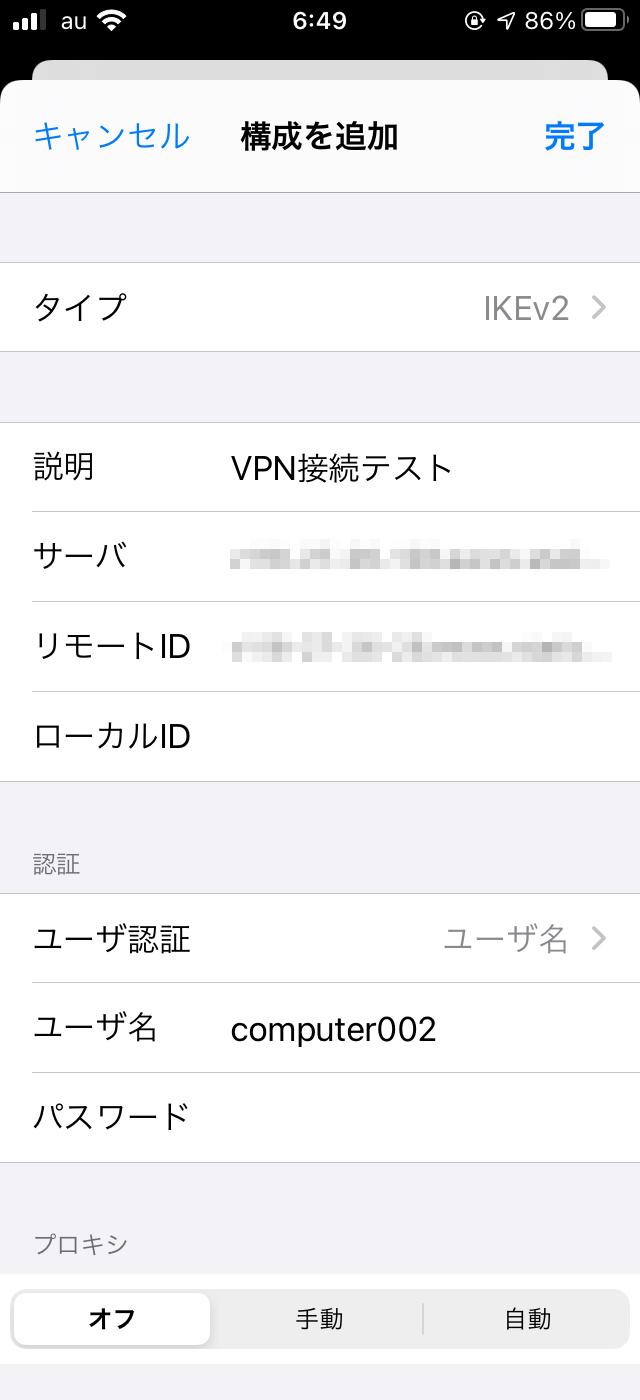 au 6:49 86%
キャンセル 構成を追加 完了
タイプ IKEv2
説明 VPN接続テスト
サーバ
リモートID
ローカルID
認証
ユーザ認証 ユーザ名
ユーザ名 computer002
パスワード
プロキシ
オフ 手動 自動